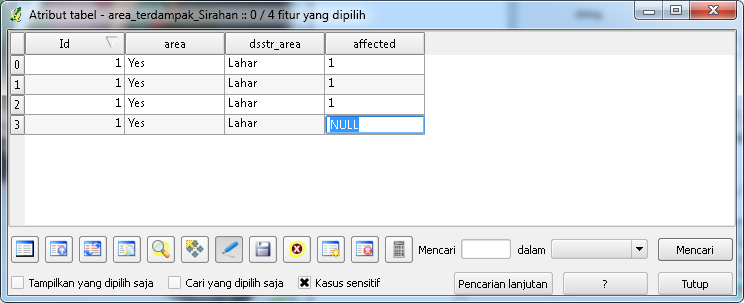 Atribut tabel - area_terdampak_Sirahan :: 0 / 4 fitur yang dipilih
Id area dsstr_area affected
0 1 Yes Lahar 1
1 1 Yes Lahar 1
2 1 Yes Lahar 1
3 1 Yes Lahar NULL
Mencari dalam Mencari
Tampilkan yang dipilih saja Cari yang dipilih saja Kasus sensitif Pencarian lanjutan ? Tutup